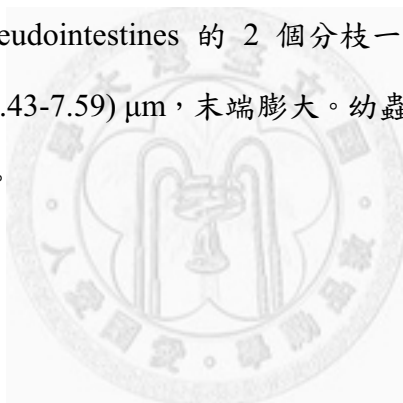 eudointestines 的 2 個分枝一
.43-7.59) μm，末端膨大。幼蟲
。